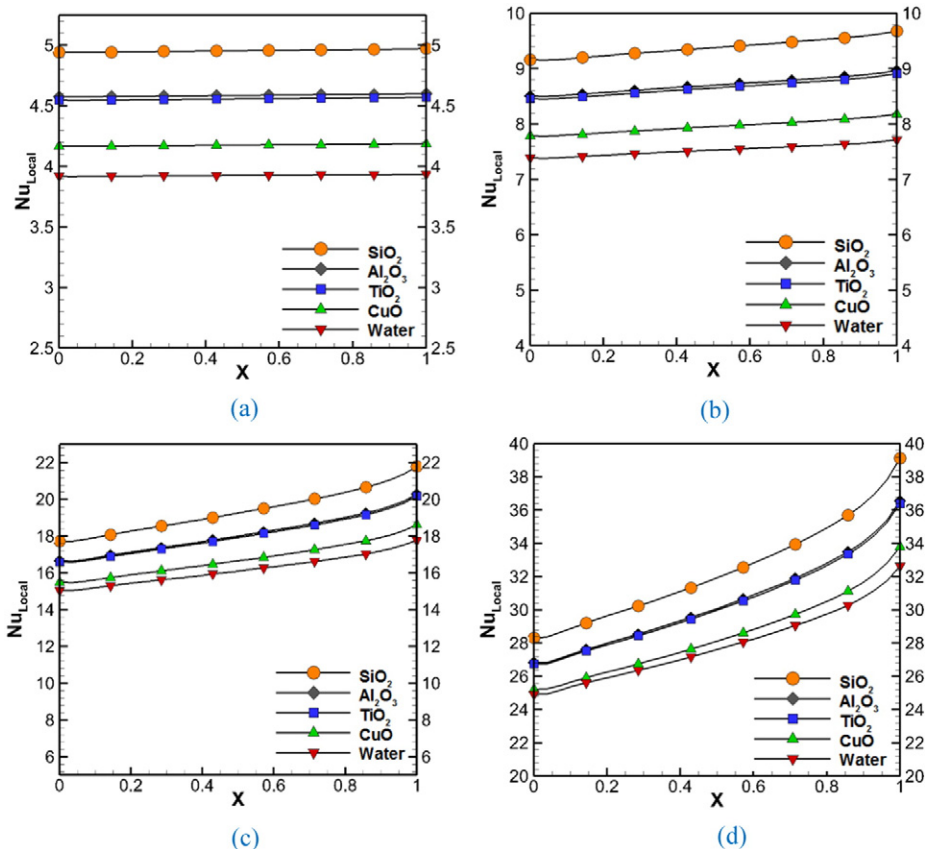 5
4.5
4
3.5
3
2.5
Nu_Local
5
4.5
4
3.5
3
2.5
SiO₂
Al₂O₃
TiO₂
CuO
Water
0 0.2 0.4 0.6 0.8 1
X
(a)
10
9
8
7
6
5
4
Nu_Local
10
9
8
7
6
5
4
SiO₂
Al₂O₃
TiO₂
CuO
Water
0 0.2 0.4 0.6 0.8 1
X
(b)
22
20
18
16
14
12
10
8
6
Nu_Local
22
20
18
16
14
12
10
8
6
SiO₂
Al₂O₃
TiO₂
CuO
Water
0 0.2 0.4 0.6 0.8 1
X
(c)
40
38
36
34
32
30
28
26
24
22
20
Nu_Local
40
38
36
34
32
30
28
26
24
22
20
SiO₂
Al₂O₃
TiO₂
CuO
Water
0 0.2 0.4 0.6 0.8 1
X
(d)